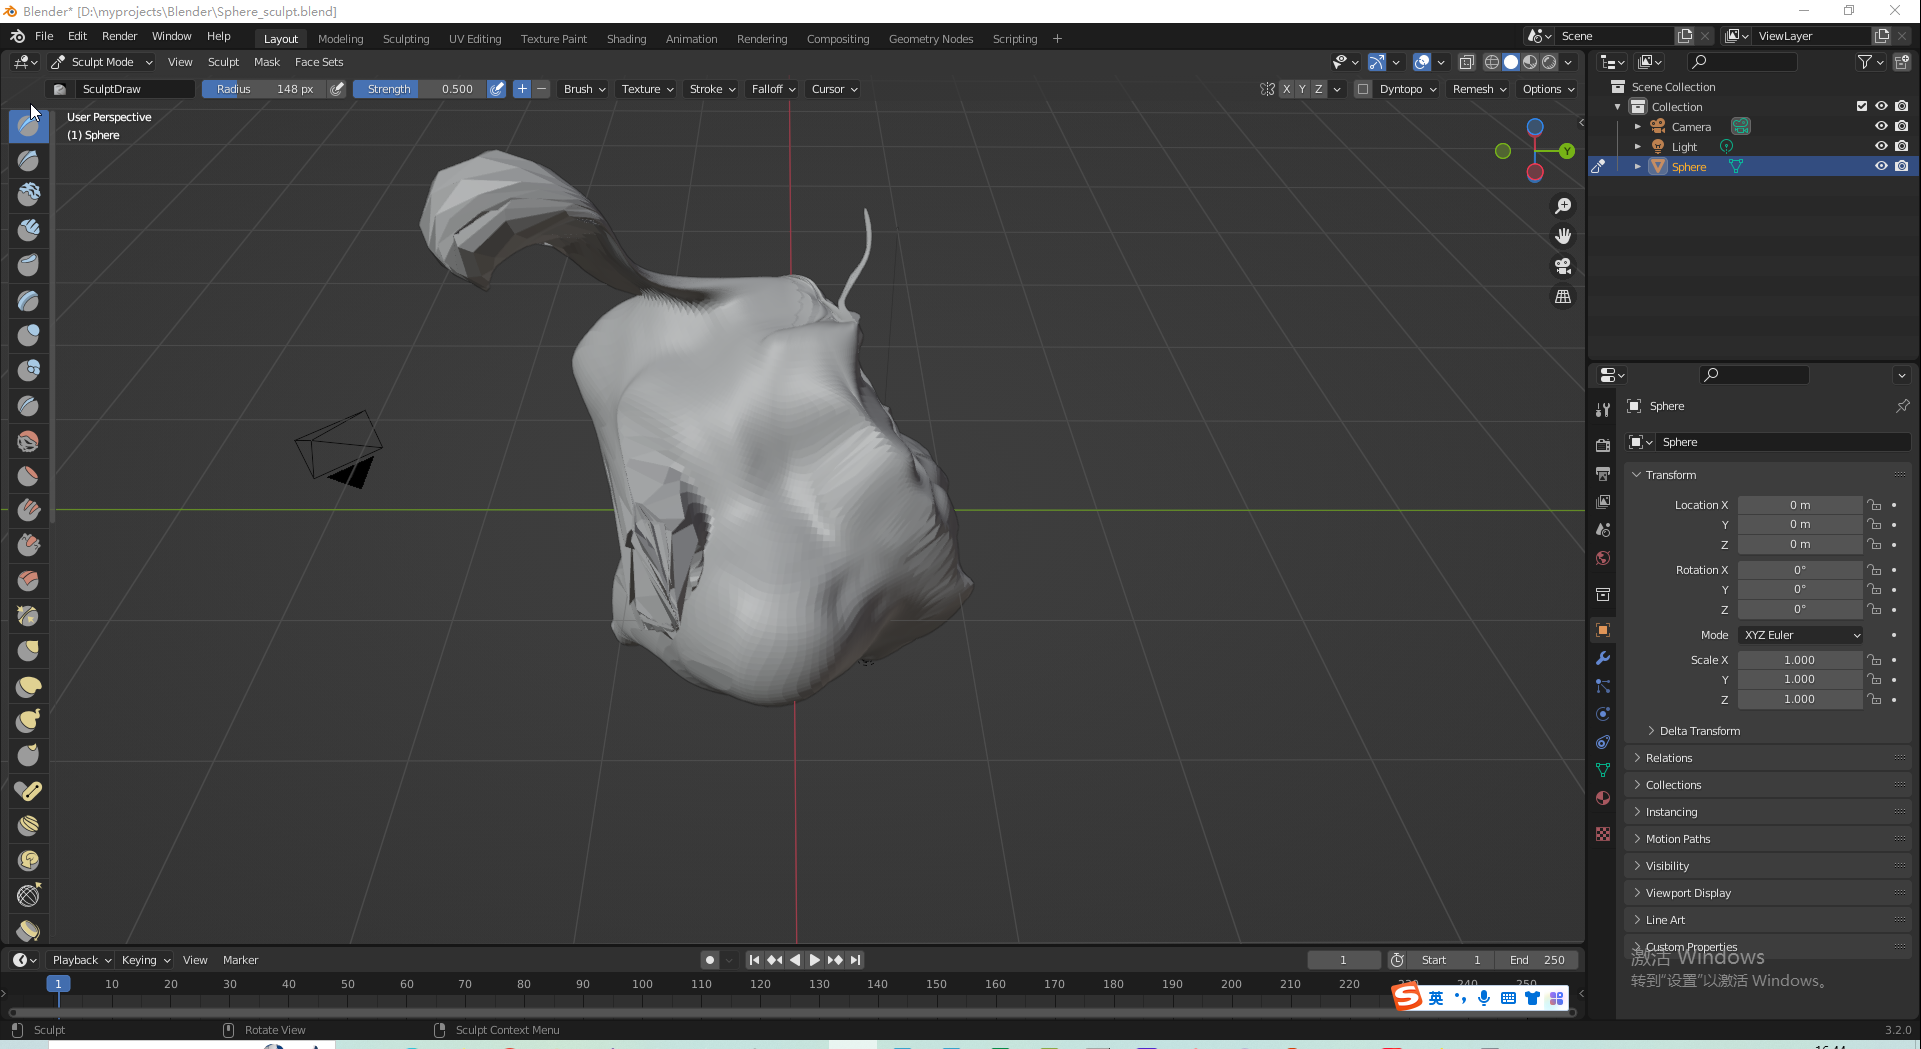 Blender* [D:\myprojects\Blender\Sphere_sculpt.blend]
File Edit Render Window Help Layout Modeling Sculpting UV Editing Texture Paint Shading Animation Rendering Compositing Geometry Nodes Scripting + Scene ViewLayer
Sculpt Mode View Sculpt Mask Face Sets
SculptDraw Radius 148 px Strength 0.500 Brush Texture Stroke Falloff Cursor X Y Z Dyntopo Remesh Options
User Perspective
(1) Sphere
Y
Scene Collection
Collection
Camera
Light
Sphere
Sphere
Sphere
Transform
Location X 0 m
Y 0 m
Z 0 m
Rotation X 0°
Y 0°
Z 0°
Mode XYZ Euler
Scale X 1.000
Y 1.000
Z 1.000
Delta Transform
Relations
Collections
Instancing
Motion Paths
Visibility
Viewport Display
Line Art
Custom Properties
激活 Windows
转到"设置"以激活 Windows。
Playback Keying View Marker 1 Start 1 End 250
1 10 20 30 40 50 60 70 80 90 100 110 120 130 140 150 160 170 180 190 200 210 220
S 英
Sculpt Rotate View Sculpt Context Menu 3.2.0